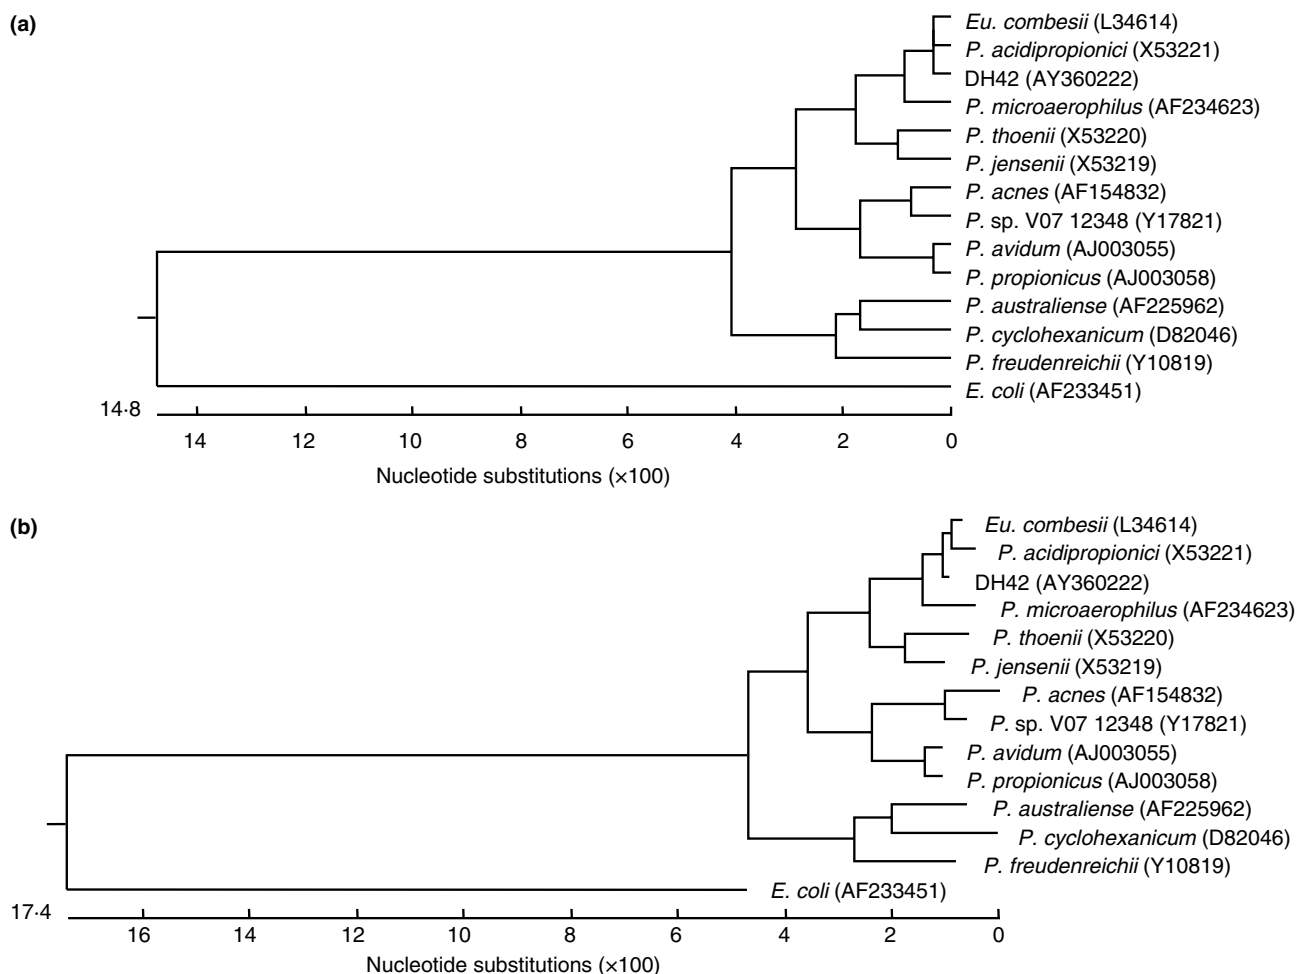 (a)
Eu. combesii (L34614)
P. acidipropionici (X53221)
DH42 (AY360222)
P. microaerophilus (AF234623)
P. thoenii (X53220)
P. jensenii (X53219)
P. acnes (AF154832)
P. sp. V07 12348 (Y17821)
P. avidum (AJ003055)
P. propionicus (AJ003058)
P. australiense (AF225962)
P. cyclohexanicum (D82046)
P. freudenreichii (Y10819)
E. coli (AF233451)
14·8
14 12 10 8 6 4 2 0
Nucleotide substitutions (×100)
(b)
Eu. combesii (L34614)
P. acidipropionici (X53221)
DH42 (AY360222)
P. microaerophilus (AF234623)
P. thoenii (X53220)
P. jensenii (X53219)
P. acnes (AF154832)
P. sp. V07 12348 (Y17821)
P. avidum (AJ003055)
P. propionicus (AJ003058)
P. australiense (AF225962)
P. cyclohexanicum (D82046)
P. freudenreichii (Y10819)
E. coli (AF233451)
17·4
16 14 12 10 8 6 4 2 0
Nucleotide substitutions (×100)